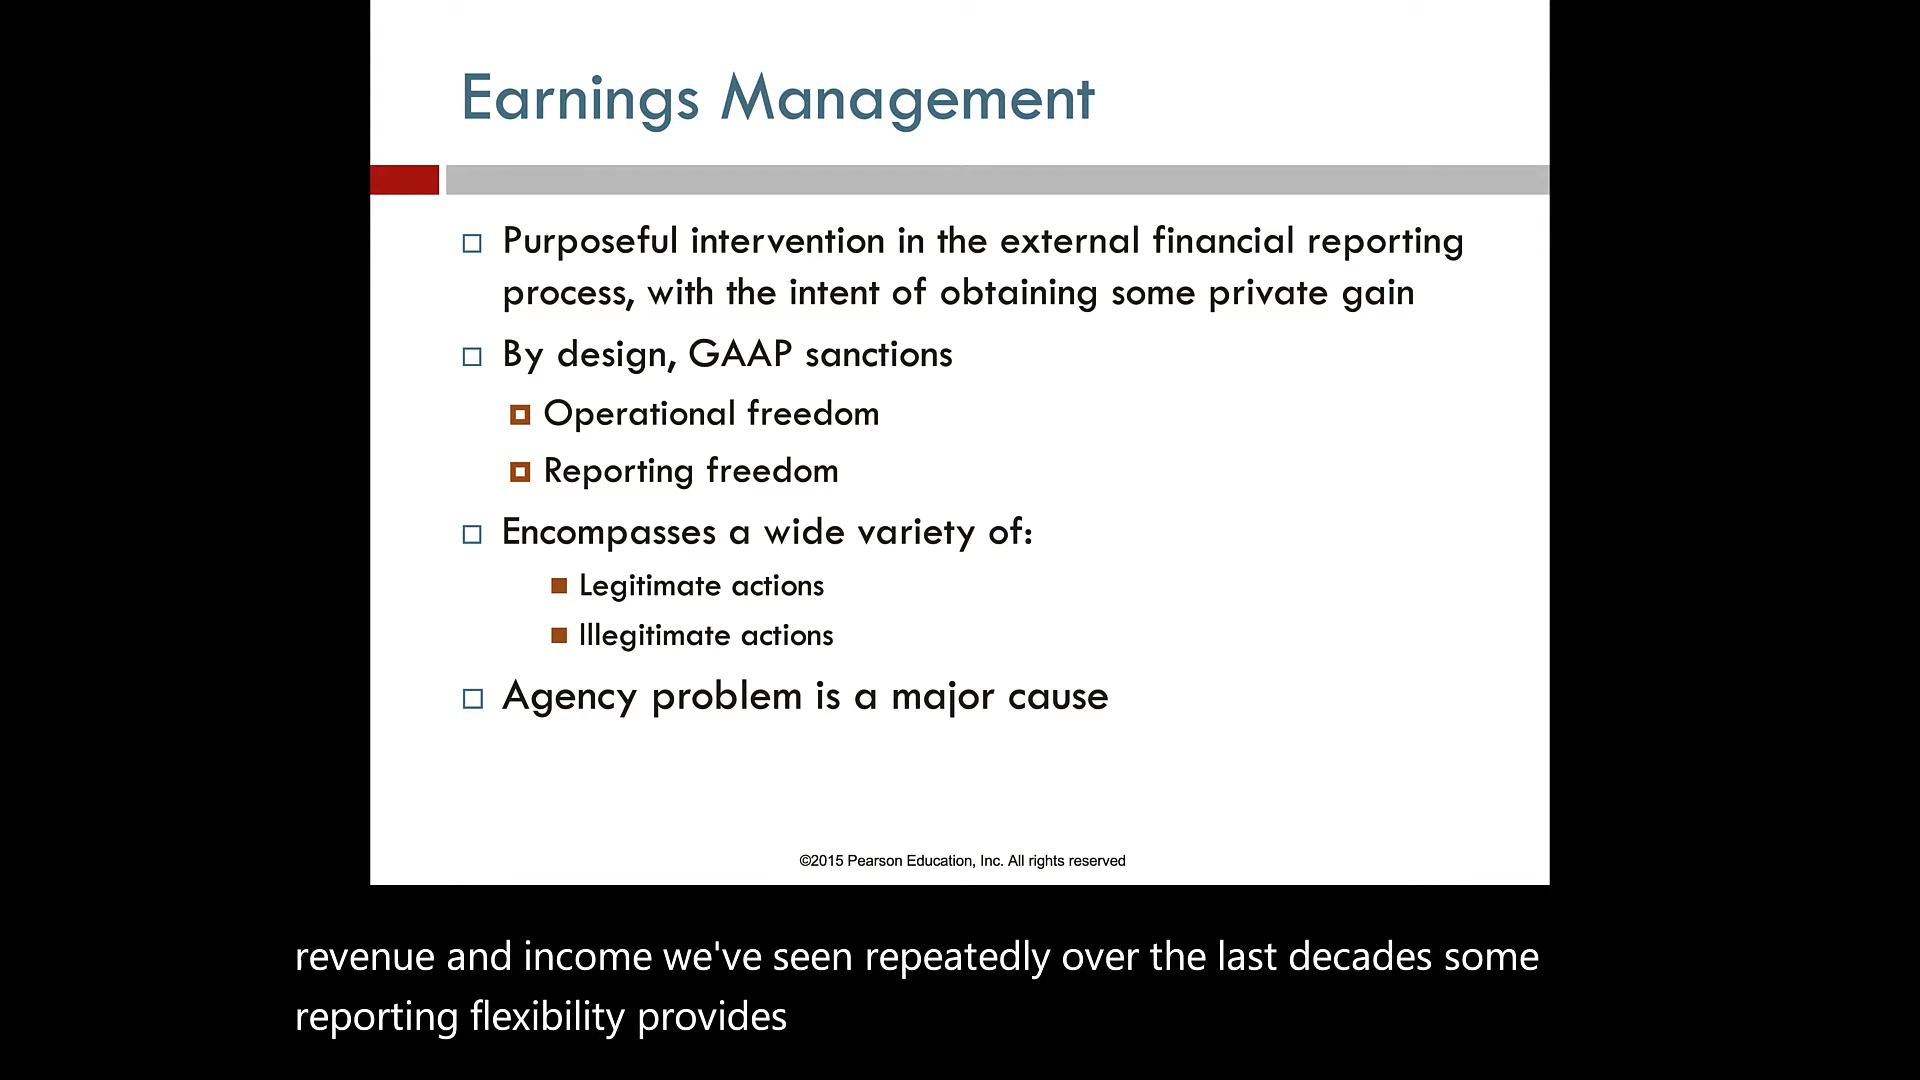 Earnings Management
Purposeful intervention in the external financial reporting
process, with the intent of obtaining some private gain
By design, GAAP sanctions
Operational freedom
Reporting freedom
Encompasses a wide variety of:
Legitimate actions
Illegitimate actions
Agency problem is a major cause
©2015 Pearson Education, Inc. All rights reserved
revenue and income we've seen repeatedly over the last decades some
reporting flexibility provides